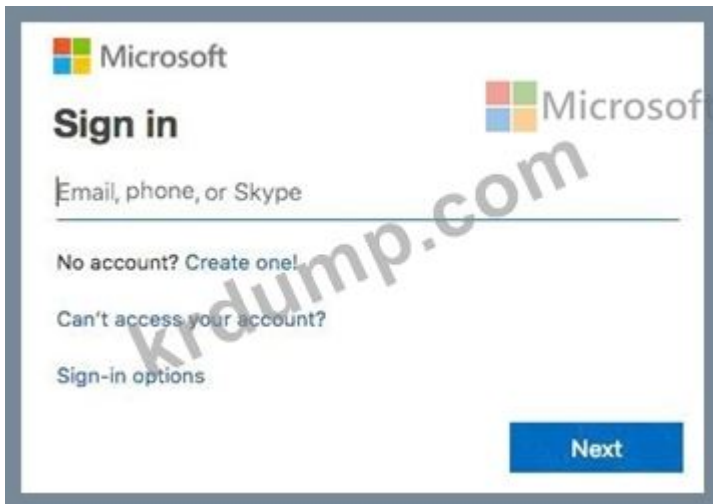 Microsoft
Microsoft
Sign in
Email, phone, or Skype
No account? Create one!
Can't access your account?
Sign-in options
Next
krdump.com